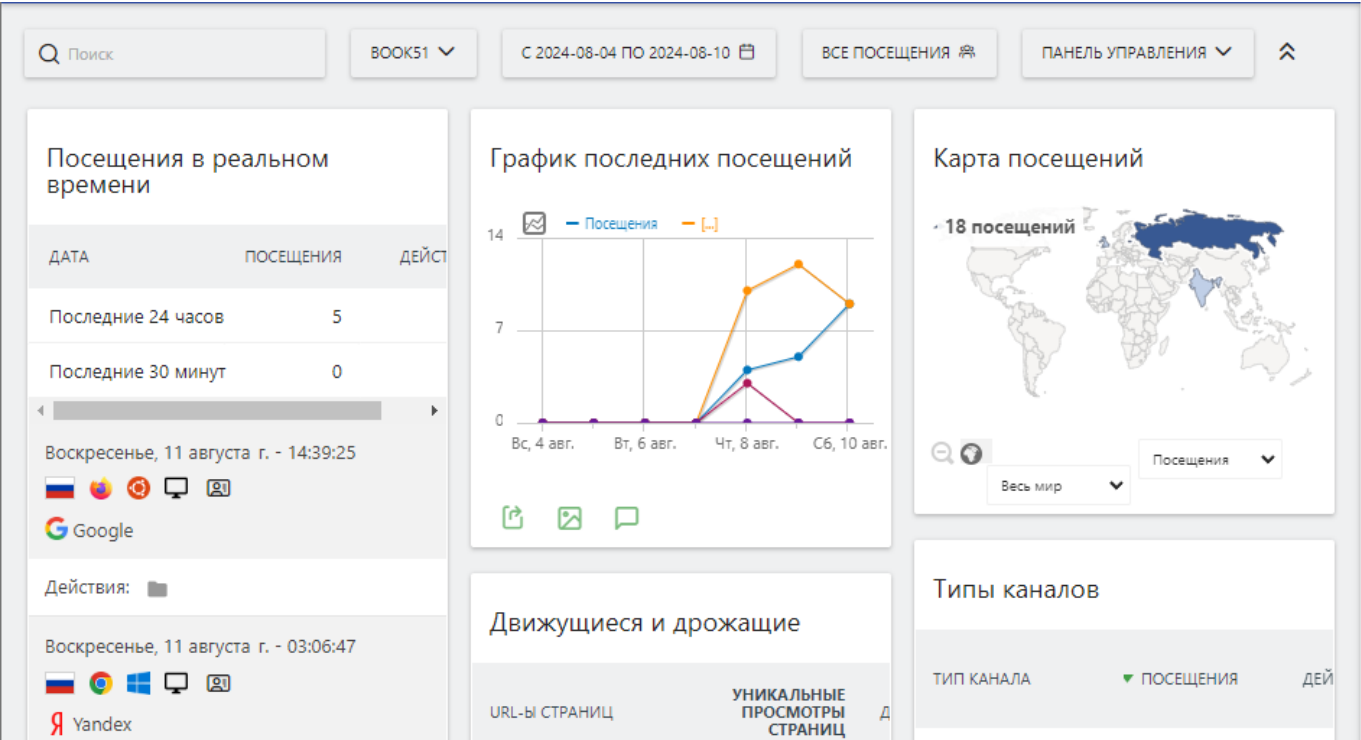 Поиск
BOOK51
С 2024-08-04 ПО 2024-08-10
ВСЕ ПОСЕЩЕНИЯ
ПАНЕЛЬ УПРАВЛЕНИЯ
Посещения в реальном
времени
ДАТА ПОСЕЩЕНИЯ ДЕЙСТ
Последние 24 часов 5
Последние 30 минут 0
Воскресенье, 11 августа г. - 14:39:25
Google
Действия:
Воскресенье, 11 августа г. - 03:06:47
Yandex
График последних посещений
Посещения [...]
14
7
0
Вс, 4 авг. Вт, 6 авг. Чт, 8 авг. Сб, 10 авг.
Движущиеся и дрожащие
URL-Ы СТРАНИЦ
УНИКАЛЬНЫЕ
ПРОСМОТРЫ
СТРАНИЦ
Д
Карта посещений
18 посещений
Посещения
Весь мир
Типы каналов
ТИП КАНАЛА ПОСЕЩЕНИЯ ДЕЙ